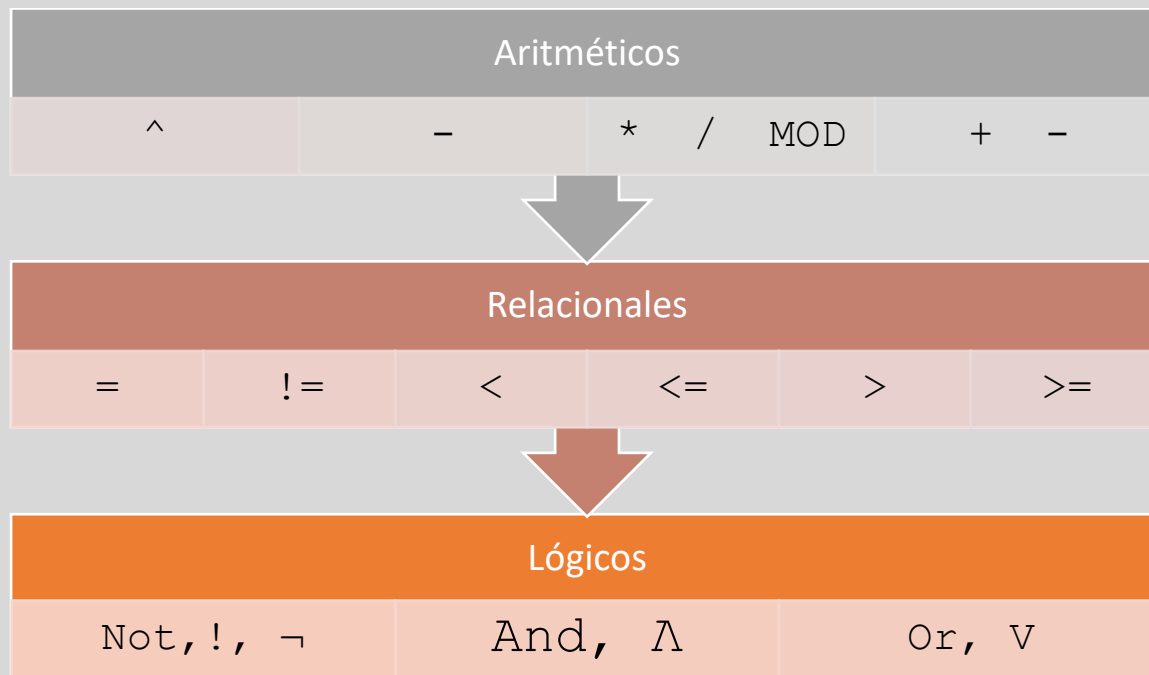 Aritméticos
^ - * / MOD + -
Relacionales
= != < <= > >=
Lógicos
Not,!, ¬ And, Λ Or, V